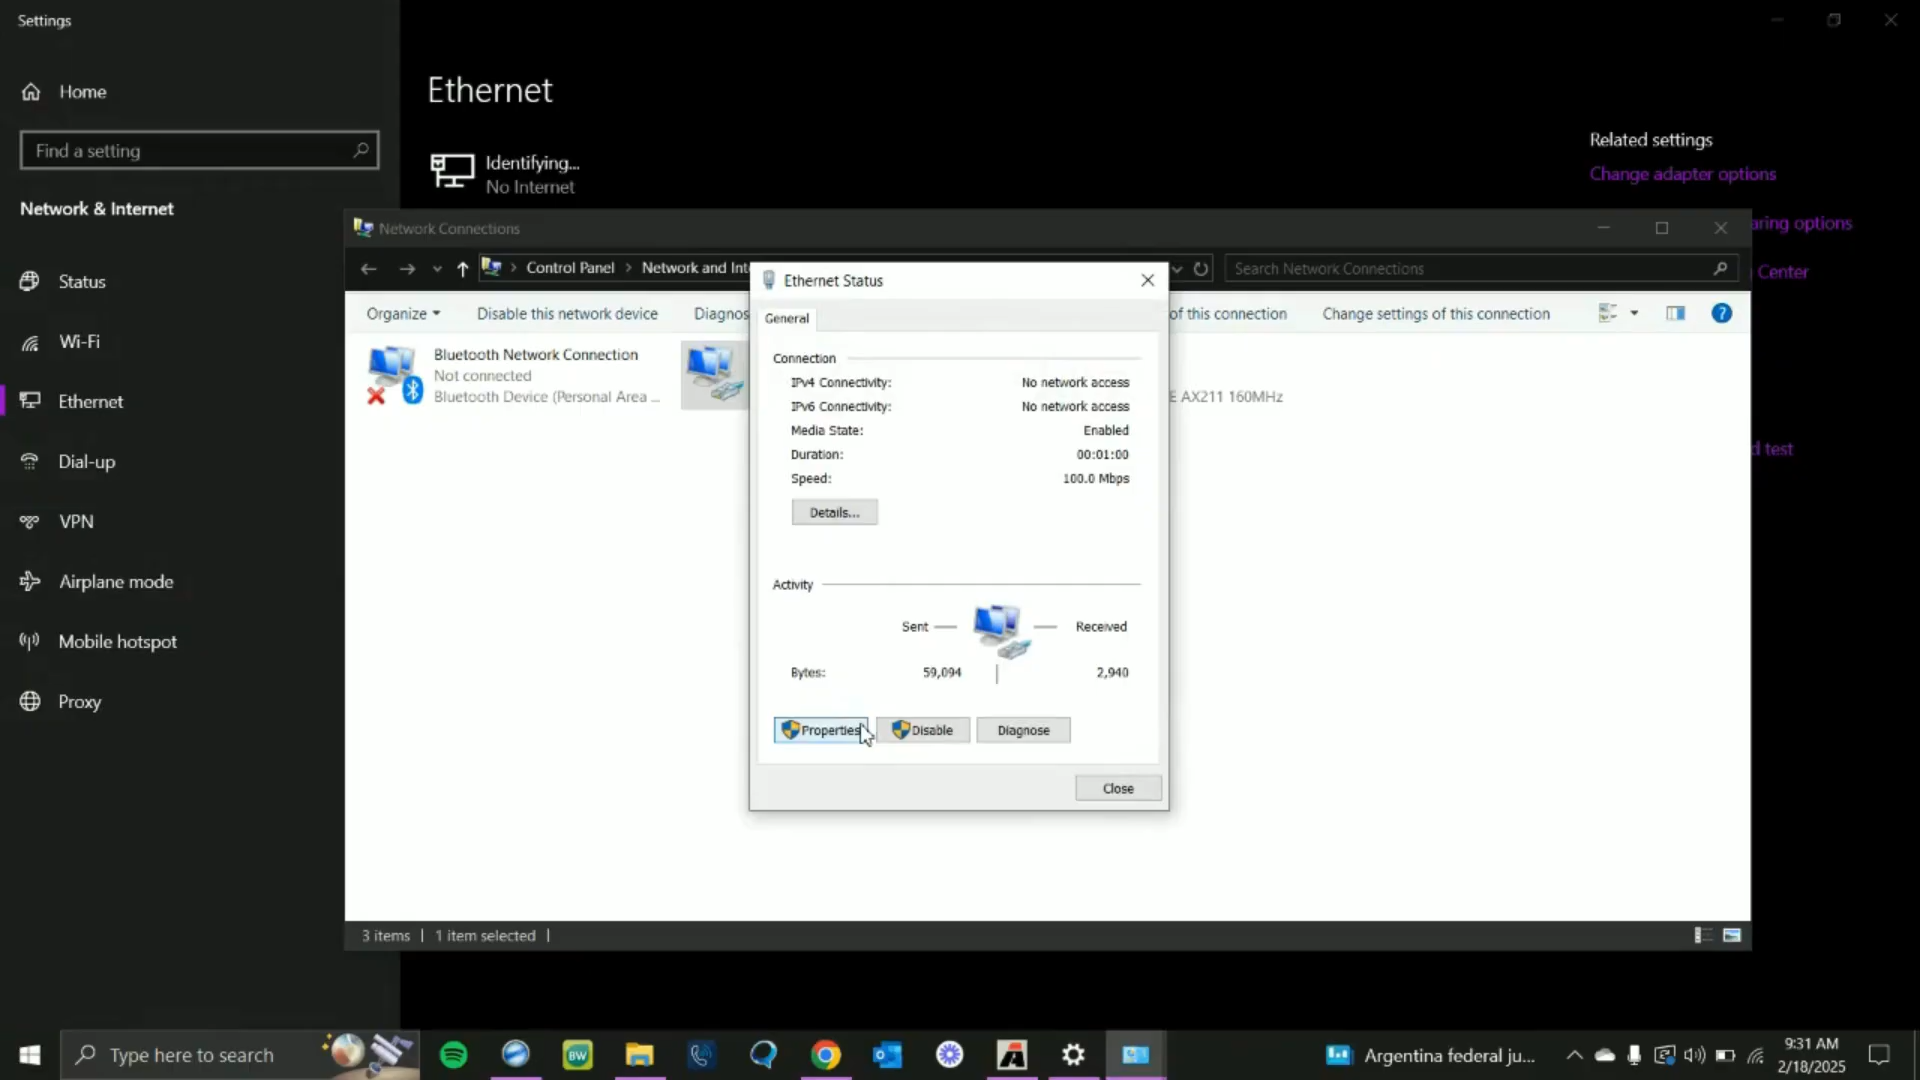 Settings
Home
Find a setting
Network & Internet
Status
Wi-Fi
Ethernet
Dial-up
VPN
Airplane mode
Mobile hotspot
Proxy
Ethernet
Identifying...
No Internet
Related settings
Change adapter options
aring options
Center
d test
Network Connections
Control Panel
Network and Int
Search Network Connections
Organize
Disable this network device
Diagnos
of this connection
Change settings of this connection
Bluetooth Network Connection
Not connected
Bluetooth Device (Personal Area ...
E AX211 160MHz
Ethernet Status
General
Connection
IPv4 Connectivity: No network access
IPv6 Connectivity: No network access
Media State: Enabled
Duration: 00:01:00
Speed: 100.0 Mbps
Details...
Activity
Sent Received
Bytes: 59,094 2,940
Properties Disable Diagnose
Close
3 items 1 item selected
Type here to search
BW
Argentina federal ju...
9:31 AM
2/18/2025